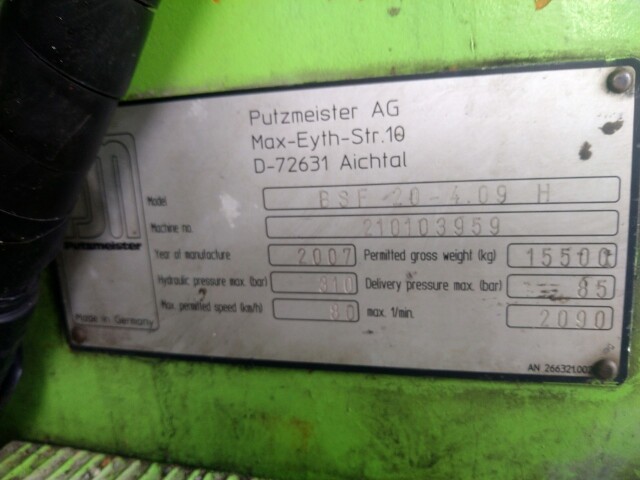 Putzmeister AG
Max-Eyth-Str.10
D-72631 Aichtal
Putzmeister
Made in Germany
Model BSF 20-4.09 H
Machine no. 210103959
Year of manufacture 2007 Permitted gross weight (kg) 15500
Hydraulic pressure max. (bar) 310 Delivery pressure max. (bar) 85
Max. permitted speed (km/h) 80 max. 1/min. 2090
AN 266321.002